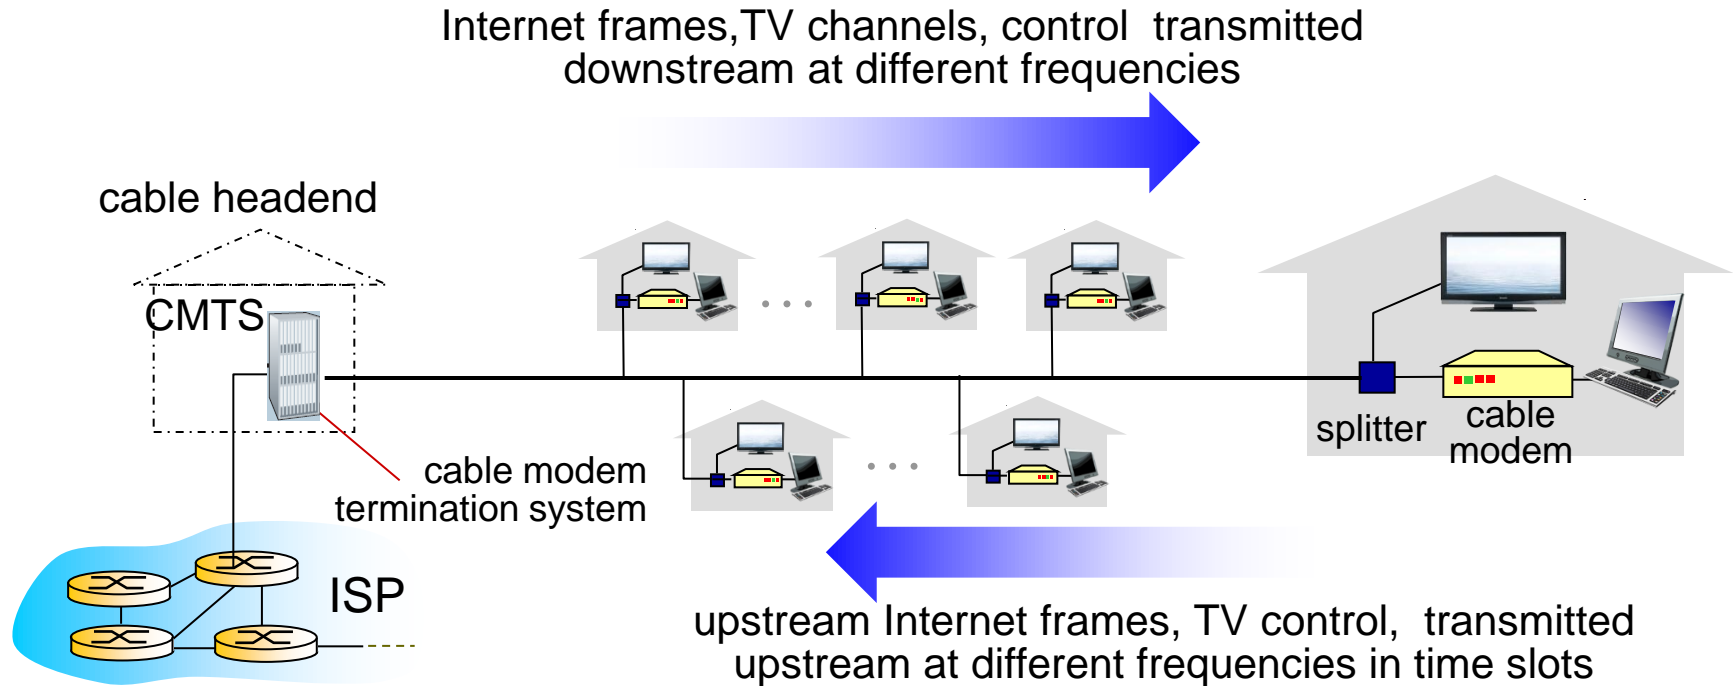 Internet frames,TV channels, control  transmitted
downstream at different frequencies
cable headend
CMTS
splitter
cable
modem
cable modem
termination system
ISP
upstream Internet frames, TV control,  transmitted
upstream at different frequencies in time slots